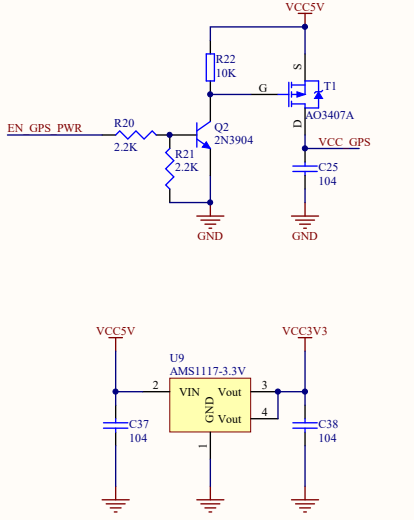 VCC5V
R22
10K
S
G
T1
AO3407A
D
EN_GPS_PWR
R20
2.2K
Q2
2N3904
R21
2.2K
VCC_GPS
C25
104
GND
GND
VCC5V
VCC3V3
U9
AMS1117-3.3V
2
VIN
Vout
3
GND
Vout
4
1
C37
104
C38
104